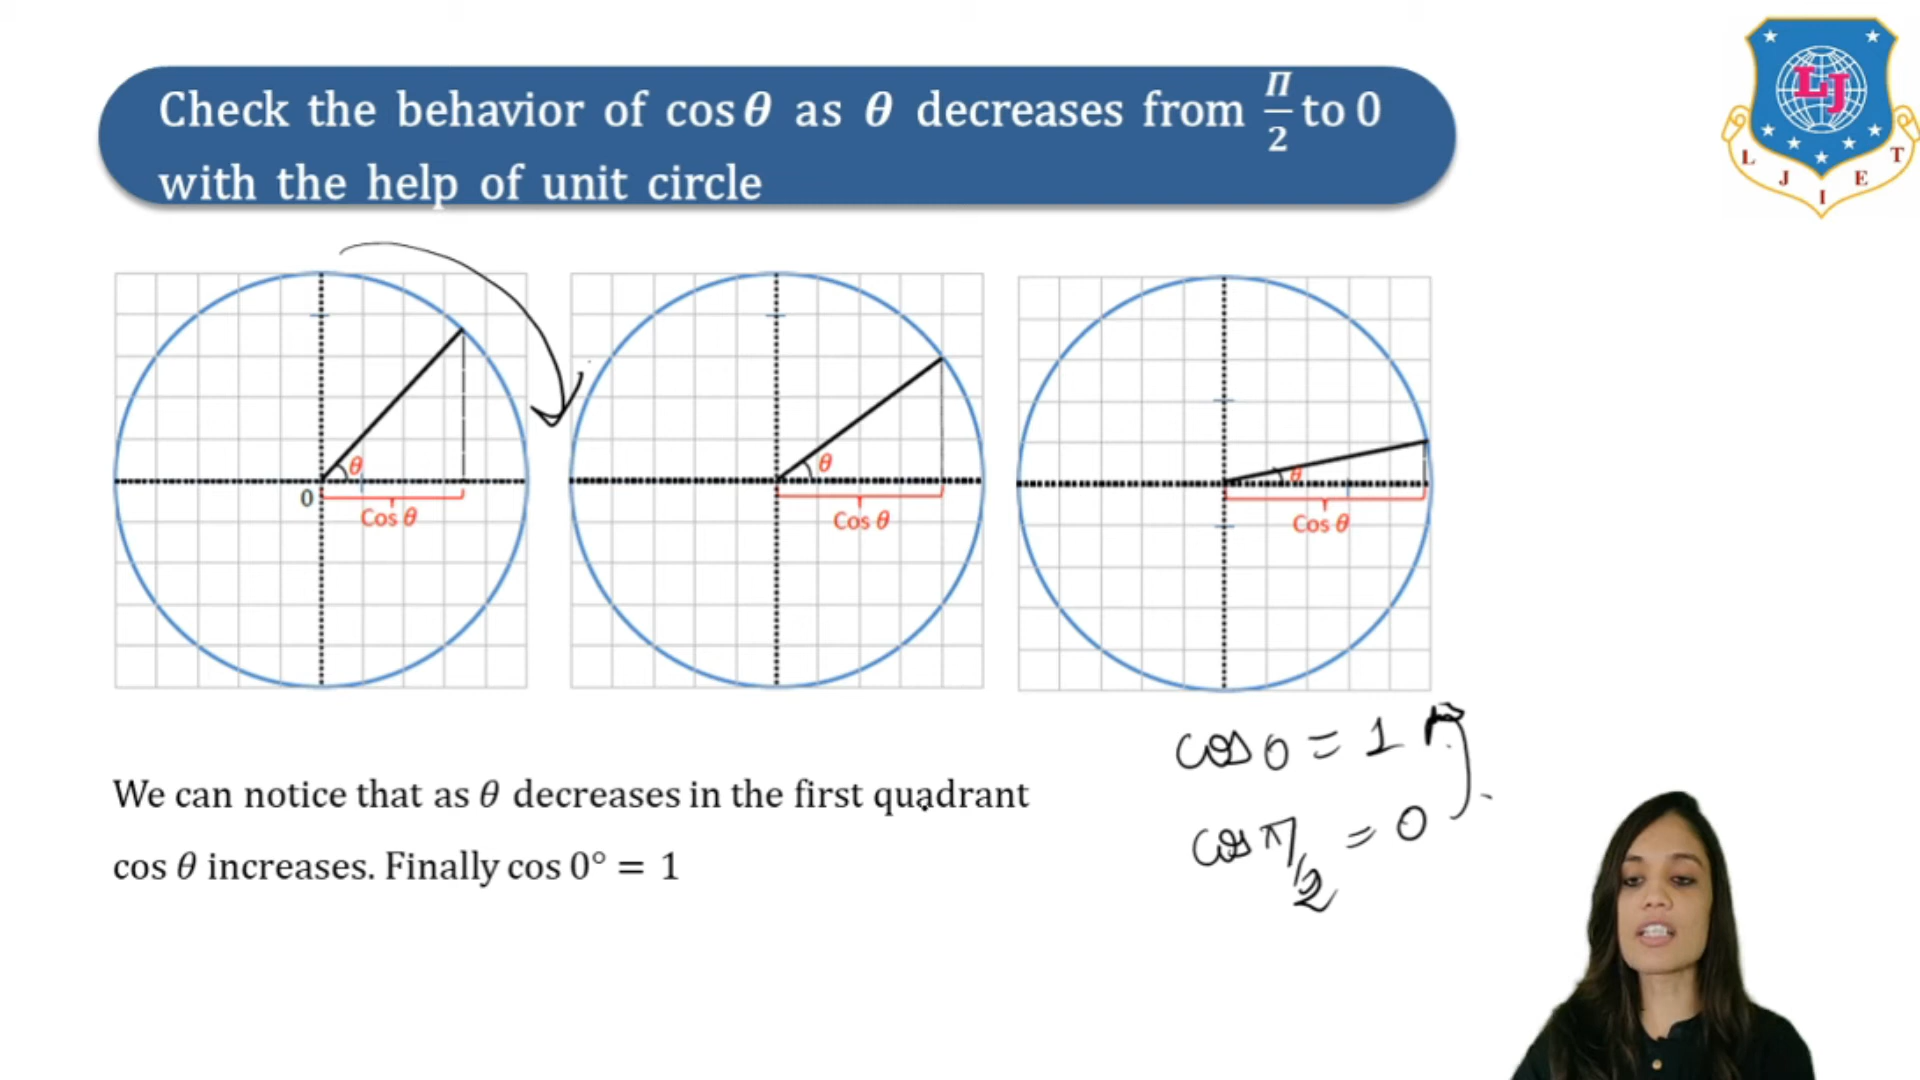 Check the behavior of cos θ as θ decreases from Π/2 to 0
with the help of unit circle
LJ
L J I E T
θ
0
Cos θ
θ
Cos θ
θ
Cos θ
cos 0 = 1
cos π/2 = 0
We can notice that as θ decreases in the first quadrant
cos θ increases. Finally cos 0° = 1